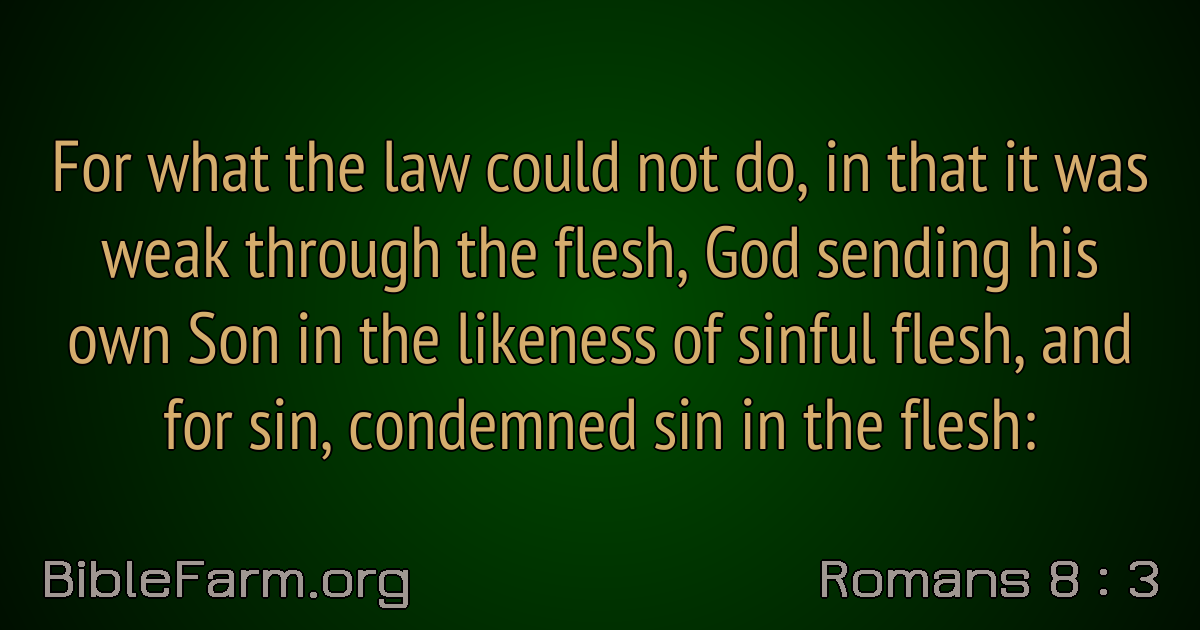 For what the law could not do, in that it was
weak through the flesh, God sending his
own Son in the likeness of sinful flesh, and
for sin, condemned sin in the flesh:
BibleFarm.org
Romans 8 : 3